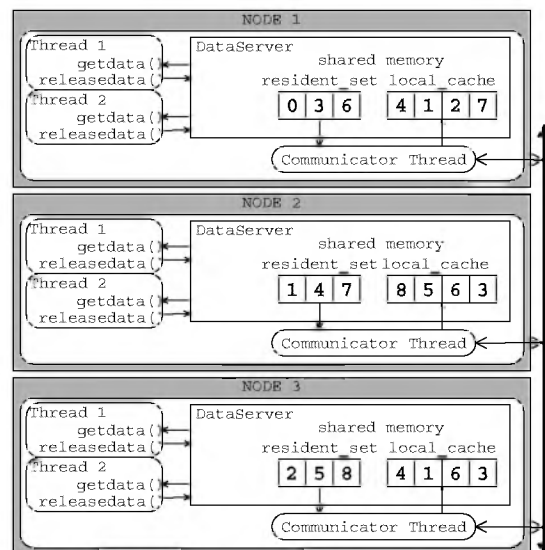 NODE 1
Thread 1
getdata()
releasedata()
Thread 2
getdata()
releasedata()
DataServer
shared memory
resident_set local_cache
0 3 6 4 1 2 7
Communicator Thread
NODE 2
Thread 1
getdata()
releasedata()
Thread 2
getdata()
releasedata()
DataServer
shared memory
resident_set local_cache
1 4 7 8 5 6 3
Communicator Thread
NODE 3
Thread 1
getdata()
releasedata()
Thread 2
getdata()
releasedata()
DataServer
shared memory
resident_set local_cache
2 5 8 4 1 6 3
Communicator Thread